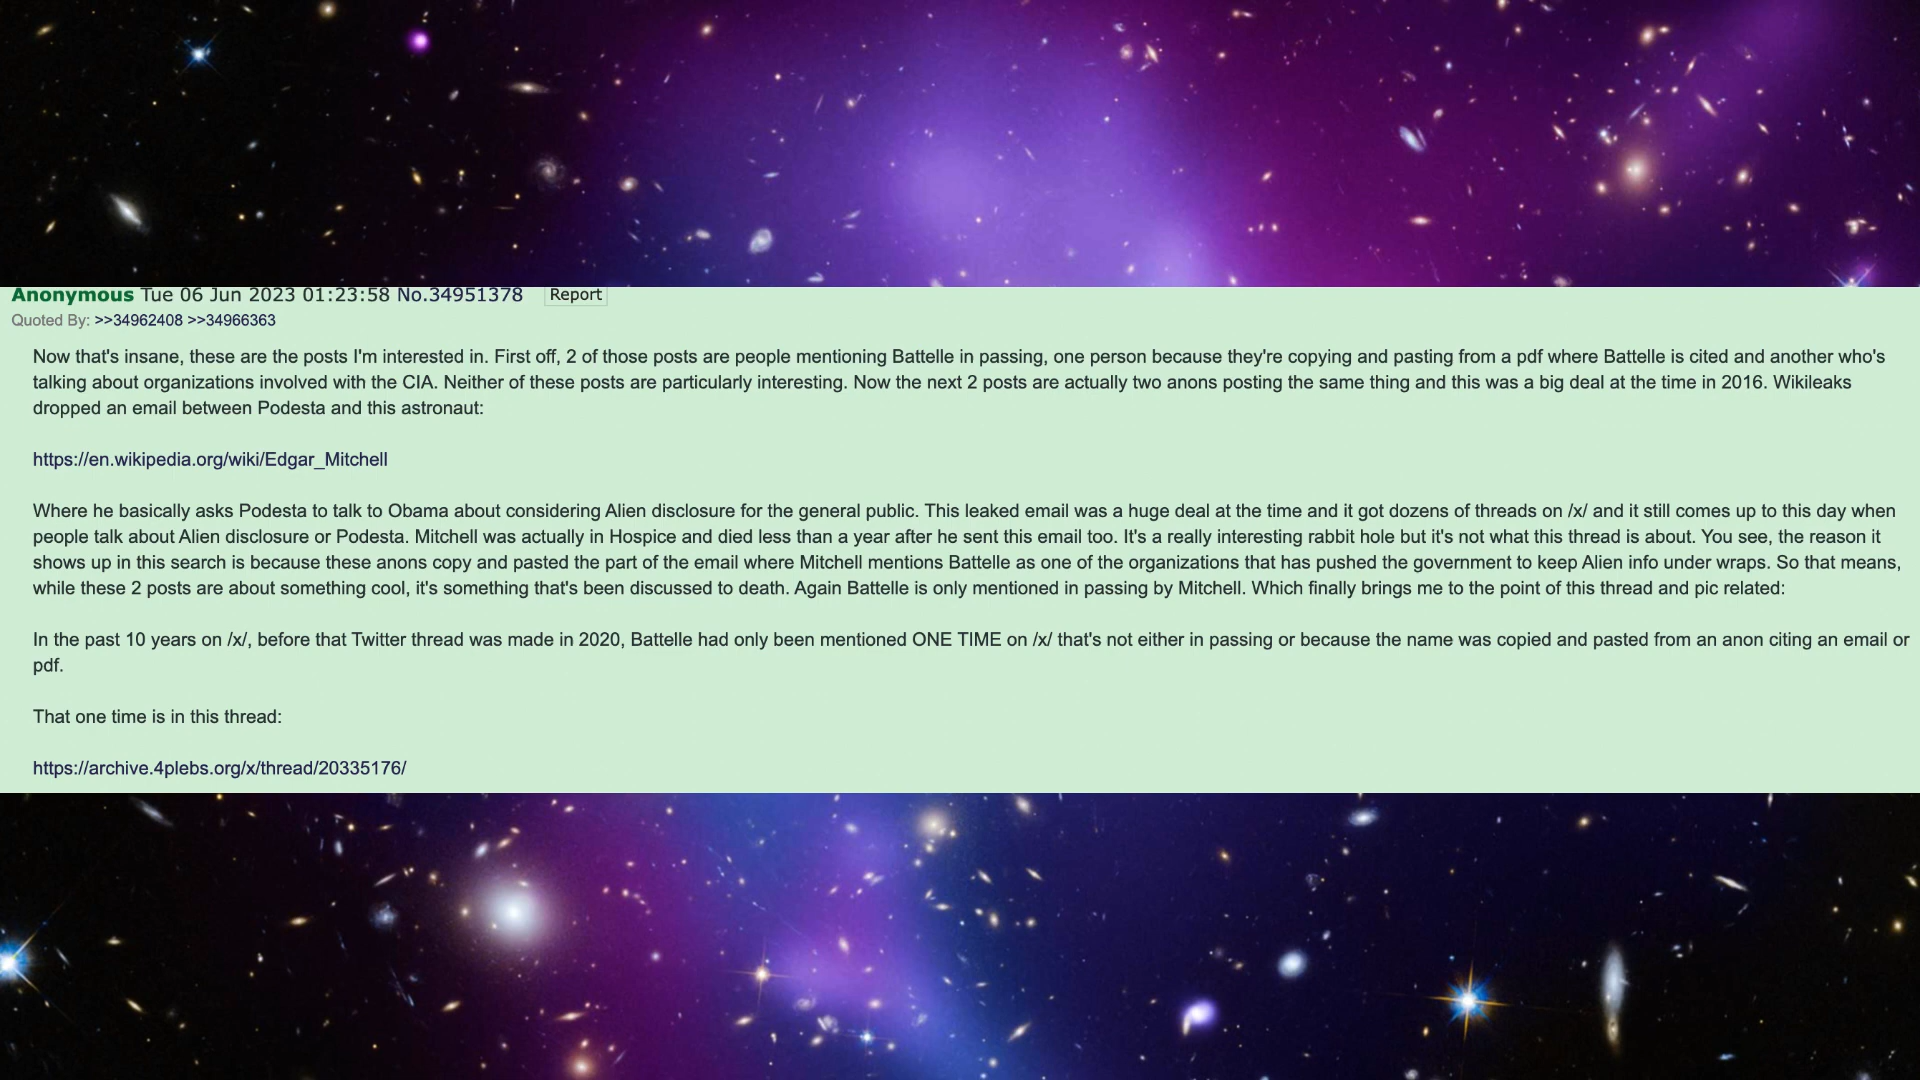 Anonymous Tue 06 Jun 2023 01:23:58 No.34951378 Report
Quoted By: >>34962408 >>34966363
Now that's insane, these are the posts I'm interested in. First off, 2 of those posts are people mentioning Battelle in passing, one person because they're copying and pasting from a pdf where Battelle is cited and another who's
talking about organizations involved with the CIA. Neither of these posts are particularly interesting. Now the next 2 posts are actually two anons posting the same thing and this was a big deal at the time in 2016. Wikileaks
dropped an email between Podesta and this astronaut:
https://en.wikipedia.org/wiki/Edgar_Mitchell
Where he basically asks Podesta to talk to Obama about considering Alien disclosure for the general public. This leaked email was a huge deal at the time and it got dozens of threads on /x/ and it still comes up to this day when
people talk about Alien disclosure or Podesta. Mitchell was actually in Hospice and died less than a year after he sent this email too. It's a really interesting rabbit hole but it's not what this thread is about. You see, the reason it
shows up in this search is because these anons copy and pasted the part of the email where Mitchell mentions Battelle as one of the organizations that has pushed the government to keep Alien info under wraps. So that means,
while these 2 posts are about something cool, it's something that's been discussed to death. Again Battelle is only mentioned in passing by Mitchell. Which finally brings me to the point of this thread and pic related:
In the past 10 years on /x/, before that Twitter thread was made in 2020, Battelle had only been mentioned ONE TIME on /x/ that's not either in passing or because the name was copied and pasted from an anon citing an email or
pdf.
That one time is in this thread:
https://archive.4plebs.org/x/thread/20335176/